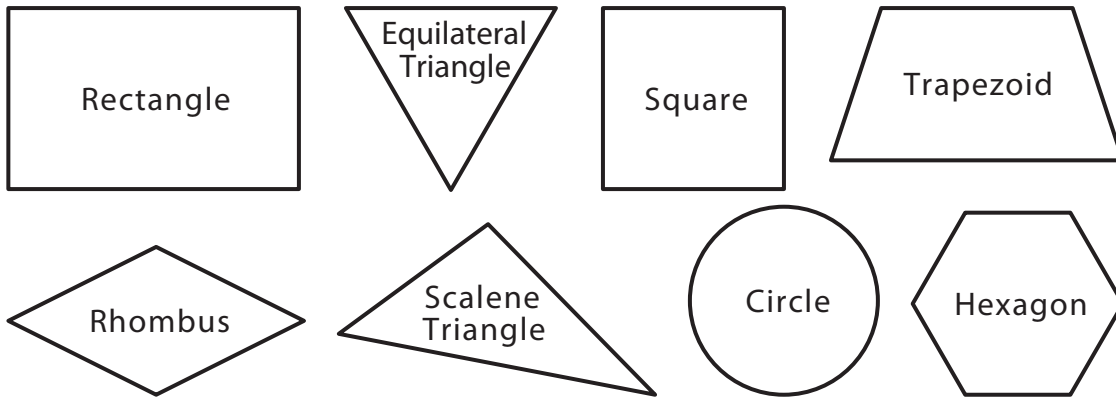 Rectangle
Equilateral
Triangle
Square
Trapezoid
Rhombus
Scalene
Triangle
Circle
Hexagon